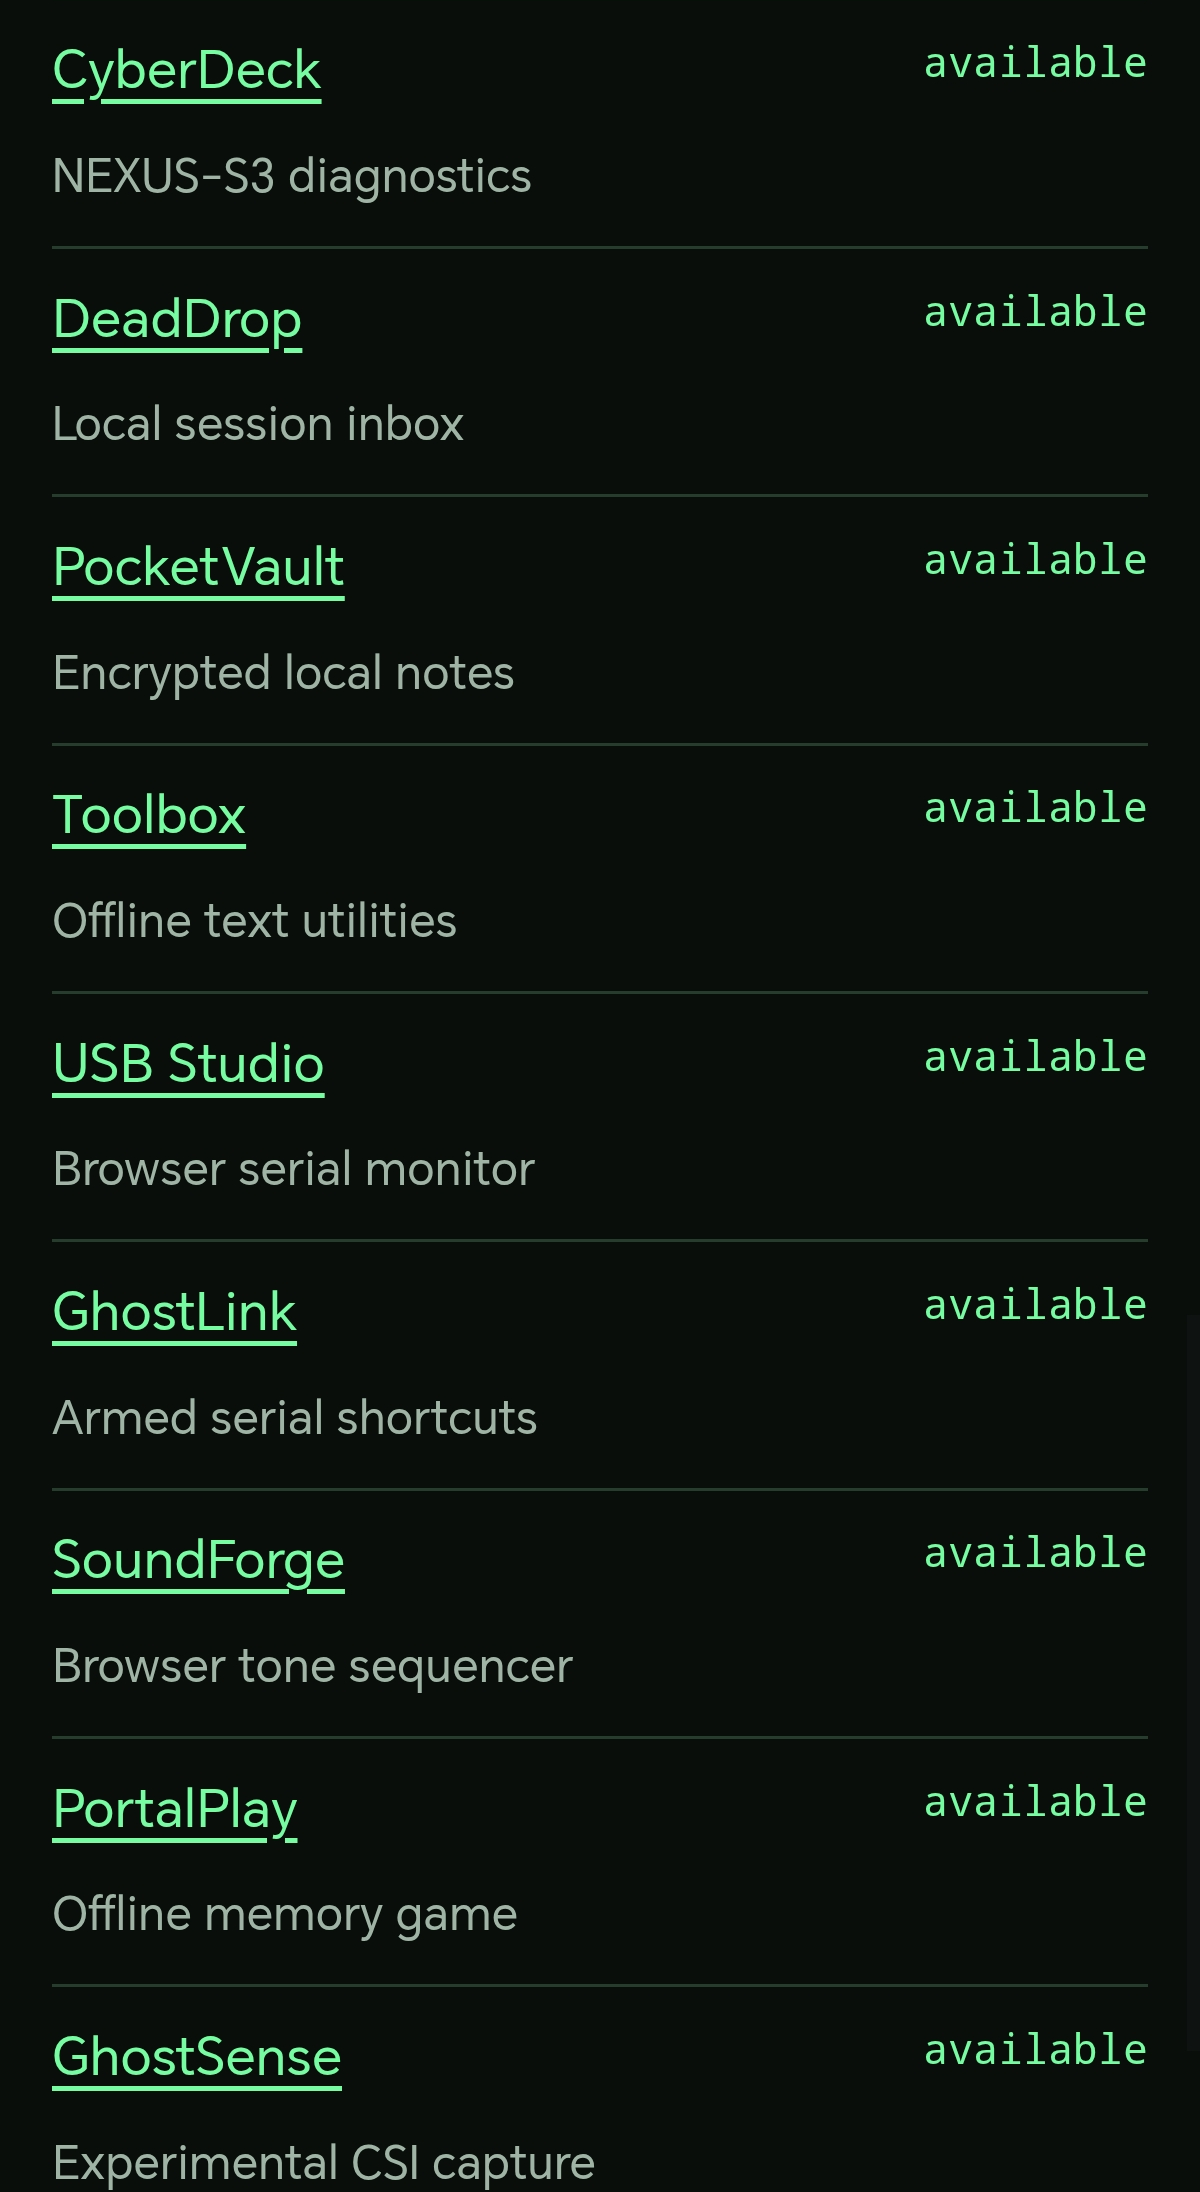 CyberDeck available
NEXUS-S3 diagnostics
DeadDrop available
Local session inbox
PocketVault available
Encrypted local notes
Toolbox available
Offline text utilities
USB Studio available
Browser serial monitor
GhostLink available
Armed serial shortcuts
SoundForge available
Browser tone sequencer
PortalPlay available
Offline memory game
GhostSense available
Experimental CSI capture